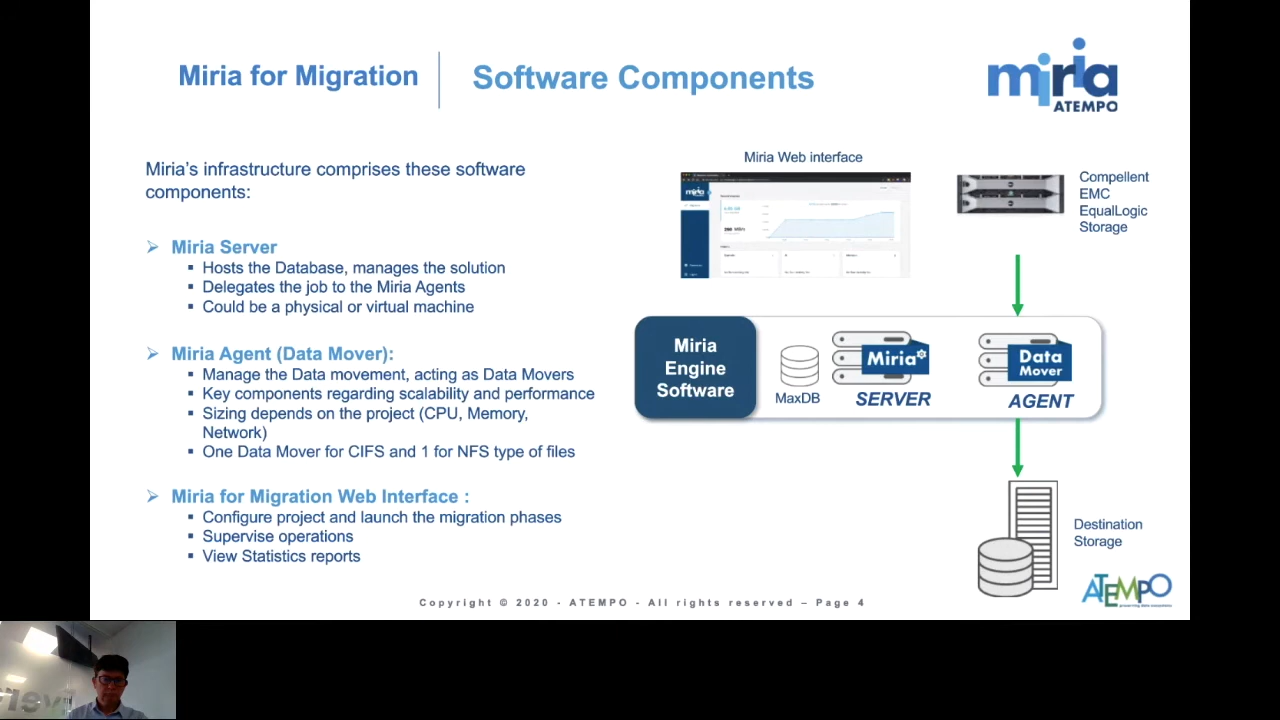 Miria for Migration
Software Components
miria
ATEMPO
Miria's infrastructure comprises these software
components:
➢ Miria Server
▪ Hosts the Database, manages the solution
▪ Delegates the job to the Miria Agents
▪ Could be a physical or virtual machine
➢ Miria Agent (Data Mover):
▪ Manage the Data movement, acting as Data Movers
▪ Key components regarding scalability and performance
▪ Sizing depends on the project (CPU, Memory,
Network)
▪ One Data Mover for CIFS and 1 for NFS type of files
➢ Miria for Migration Web Interface :
▪ Configure project and launch the migration phases
▪ Supervise operations
▪ View Statistics reports
Miria Web interface
miria
Compellent
EMC
EqualLogic
Storage
Miria
Engine
Software
MaxDB
Miria
SERVER
Data
Mover
AGENT
Destination
Storage
ATEMPO
Copyright © 2020 - ATEMPO - All rights reserved – Page 4